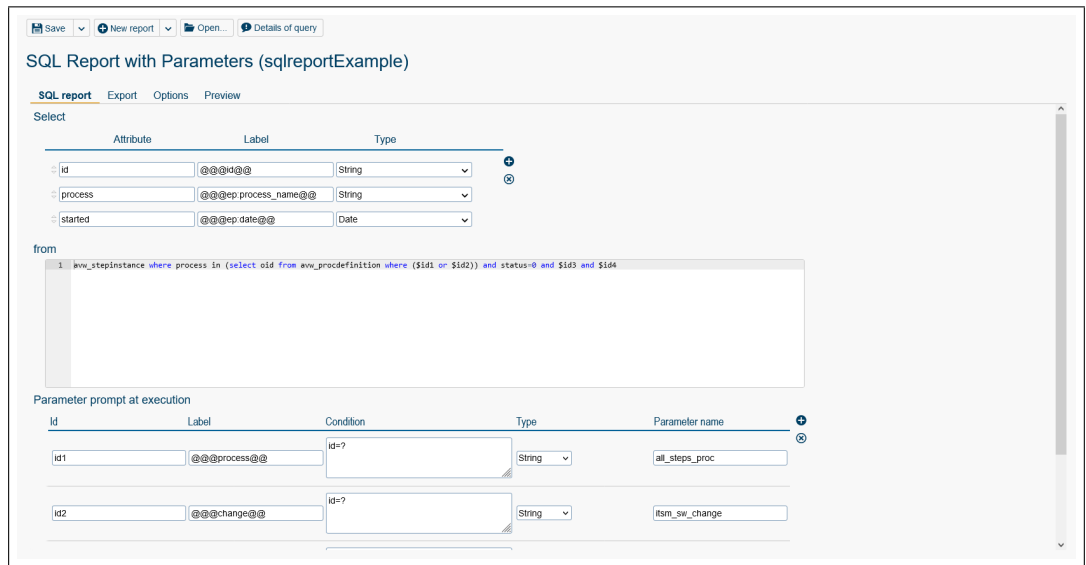 Save New report Open... Details of query
SQL Report with Parameters (sqlreportExample)
SQL report Export Options Preview
Select
Attribute Label Type
id @@@id@@ String
process @@@ep:process_name@@ String
started @@@ep:date@@ Date
from
1 avw_stepinstance where process in (select oid from avw_procdefinition where ($id1 or $id2)) and status=0 and $id3 and $id4
Parameter prompt at execution
Id Label Condition Type Parameter name
id1 @@@process@@ id=? String all_steps_proc
id2 @@@change@@ id=? String itsm_sw_change